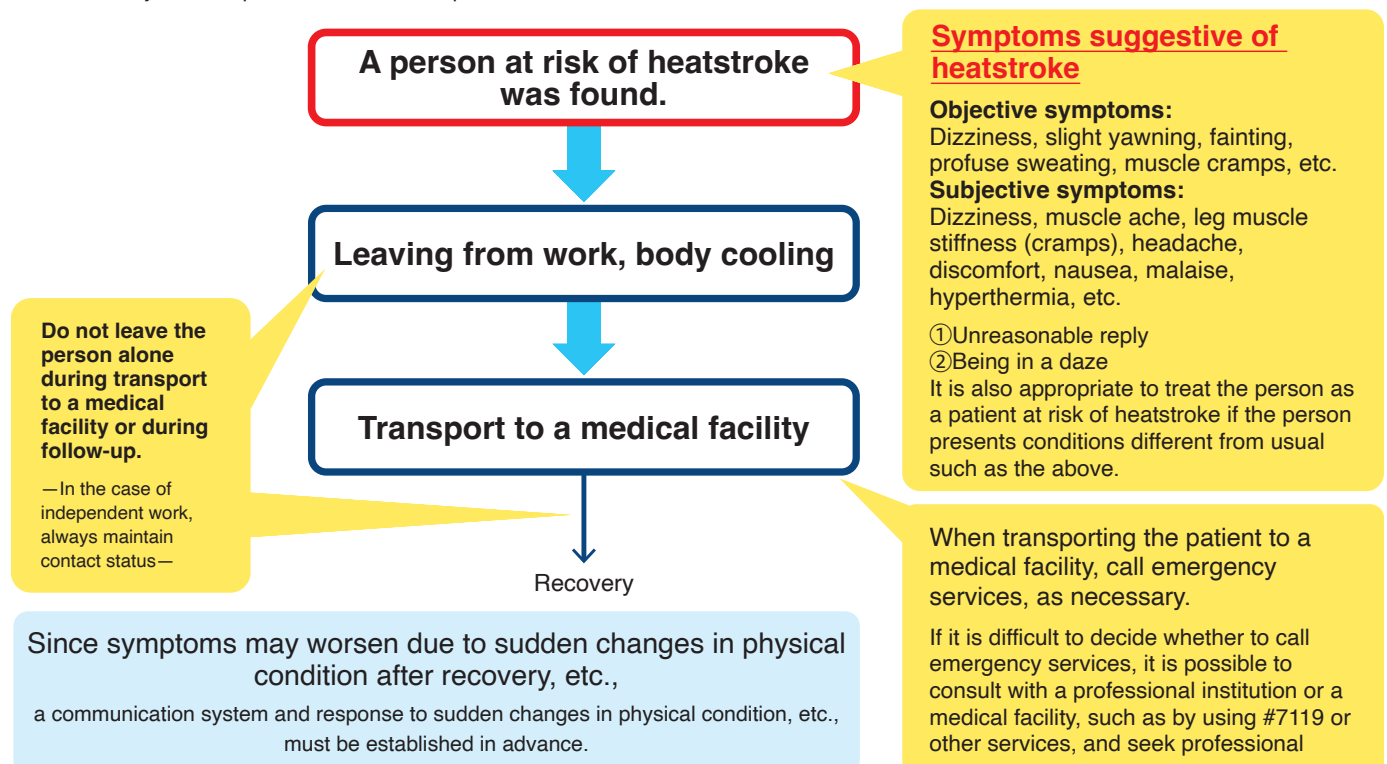 A person at risk of heatstroke
was found.
Symptoms suggestive of
heatstroke
Objective symptoms:
Dizziness, slight yawning, fainting,
profuse sweating, muscle cramps, etc.
Subjective symptoms:
Dizziness, muscle ache, leg muscle
stiffness (cramps), headache,
discomfort, nausea, malaise,
hyperthermia, etc.
①Unreasonable reply
②Being in a daze
It is also appropriate to treat the person as
a patient at risk of heatstroke if the person
presents conditions different from usual
such as the above.
Leaving from work, body cooling
Do not leave the
person alone
during transport
to a medical
facility or during
follow-up.
—In the case of
independent work,
always maintain
contact status—
Transport to a medical facility
When transporting the patient to a
medical facility, call emergency
services, as necessary.
If it is difficult to decide whether to call
emergency services, it is possible to
consult with a professional institution or a
medical facility, such as by using #7119 or
other services, and seek professional
Recovery
Since symptoms may worsen due to sudden changes in physical
condition after recovery, etc.,
a communication system and response to sudden changes in physical condition, etc.,
must be established in advance.